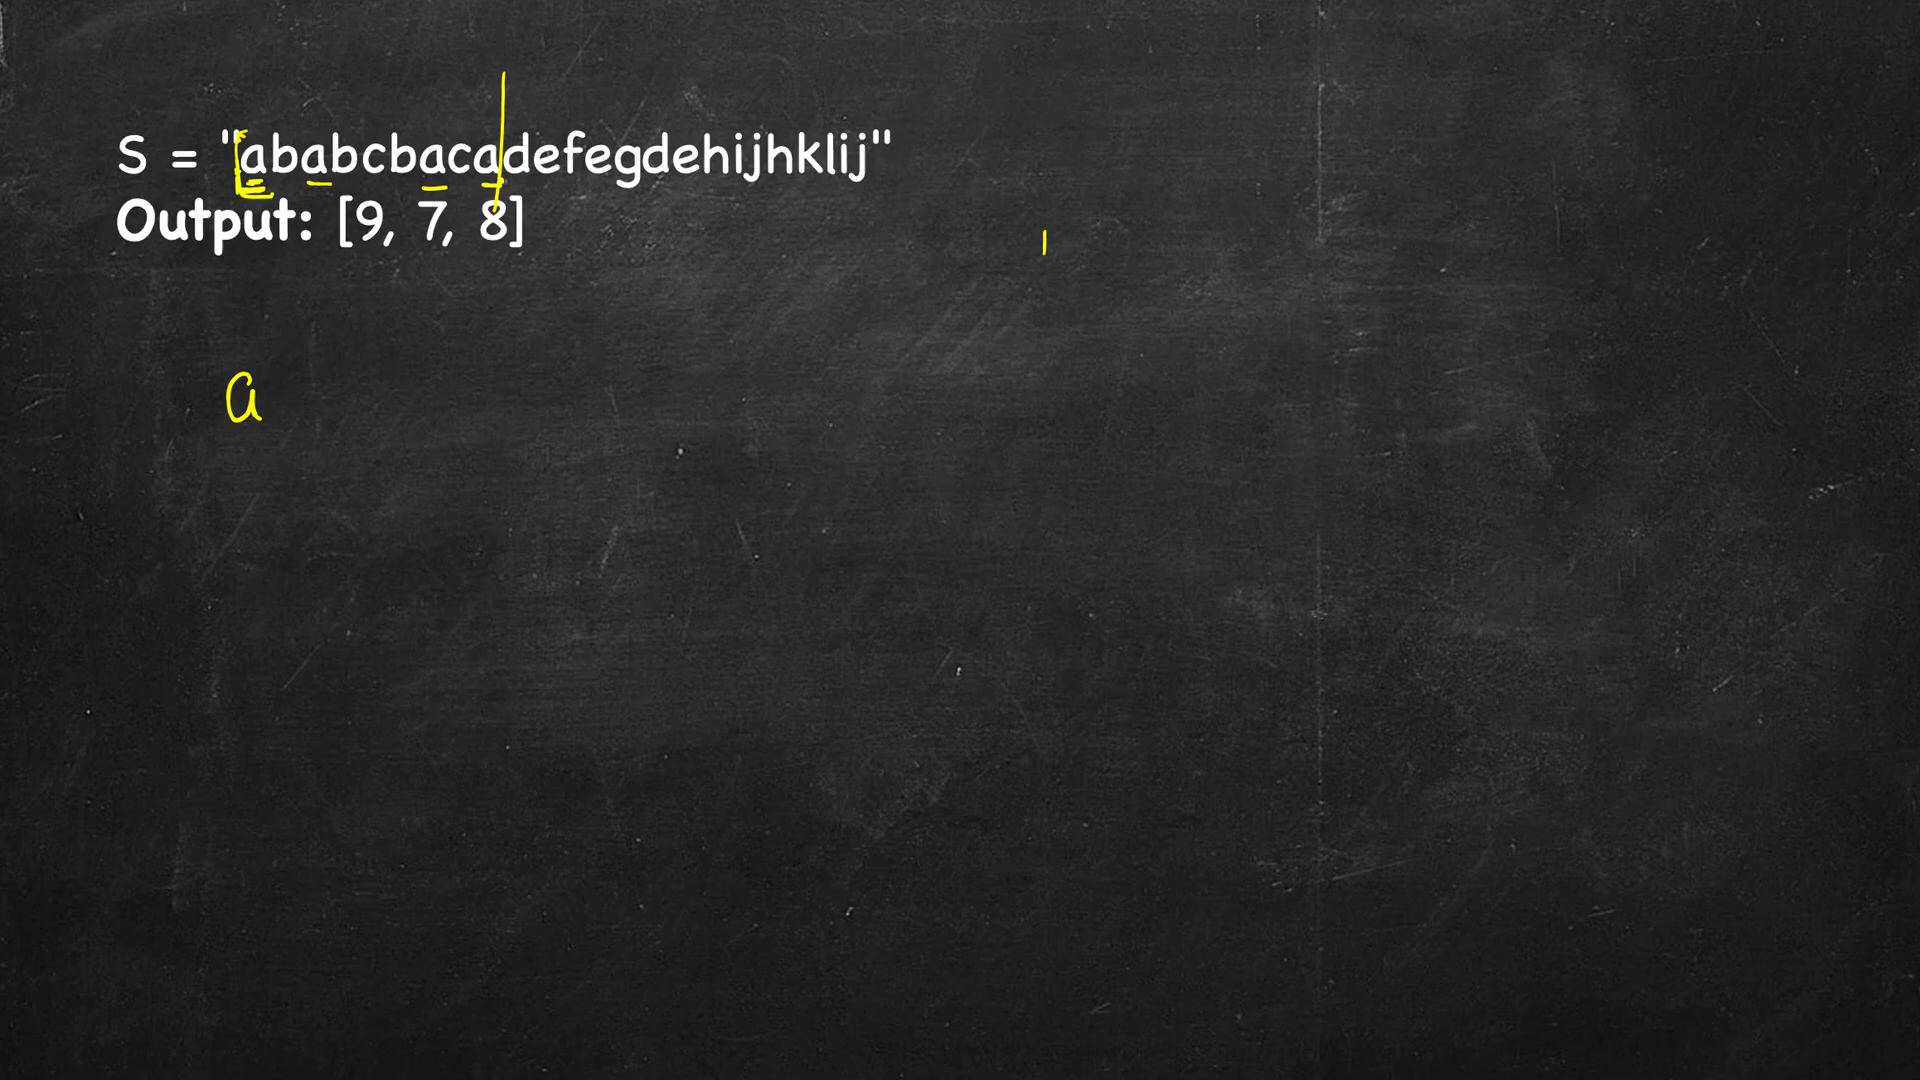 S = "ababcbacadefegdehijhklij"
Output: [9, 7, 8]
a